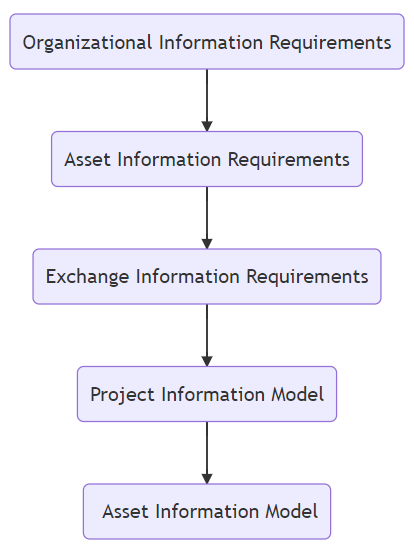 Organizational Information Requirements
Asset Information Requirements
Exchange Information Requirements
Project Information Model
Asset Information Model